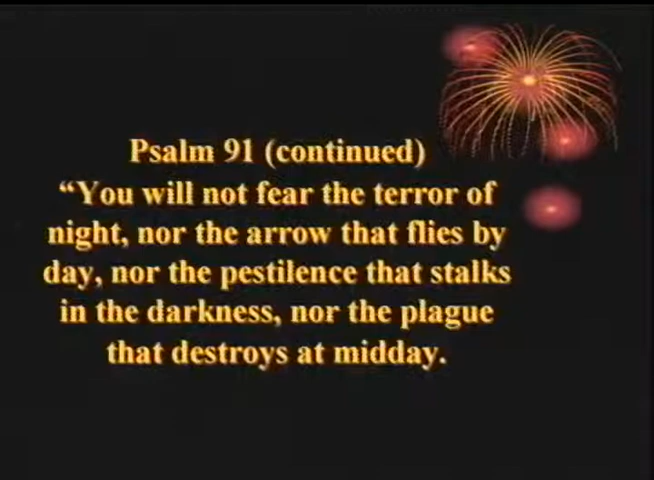 Psalm 91 (continued)
“You will not fear the terror of
night, nor the arrow that flies by
day, nor the pestilence that stalks
in the darkness, nor the plague
that destroys at midday.